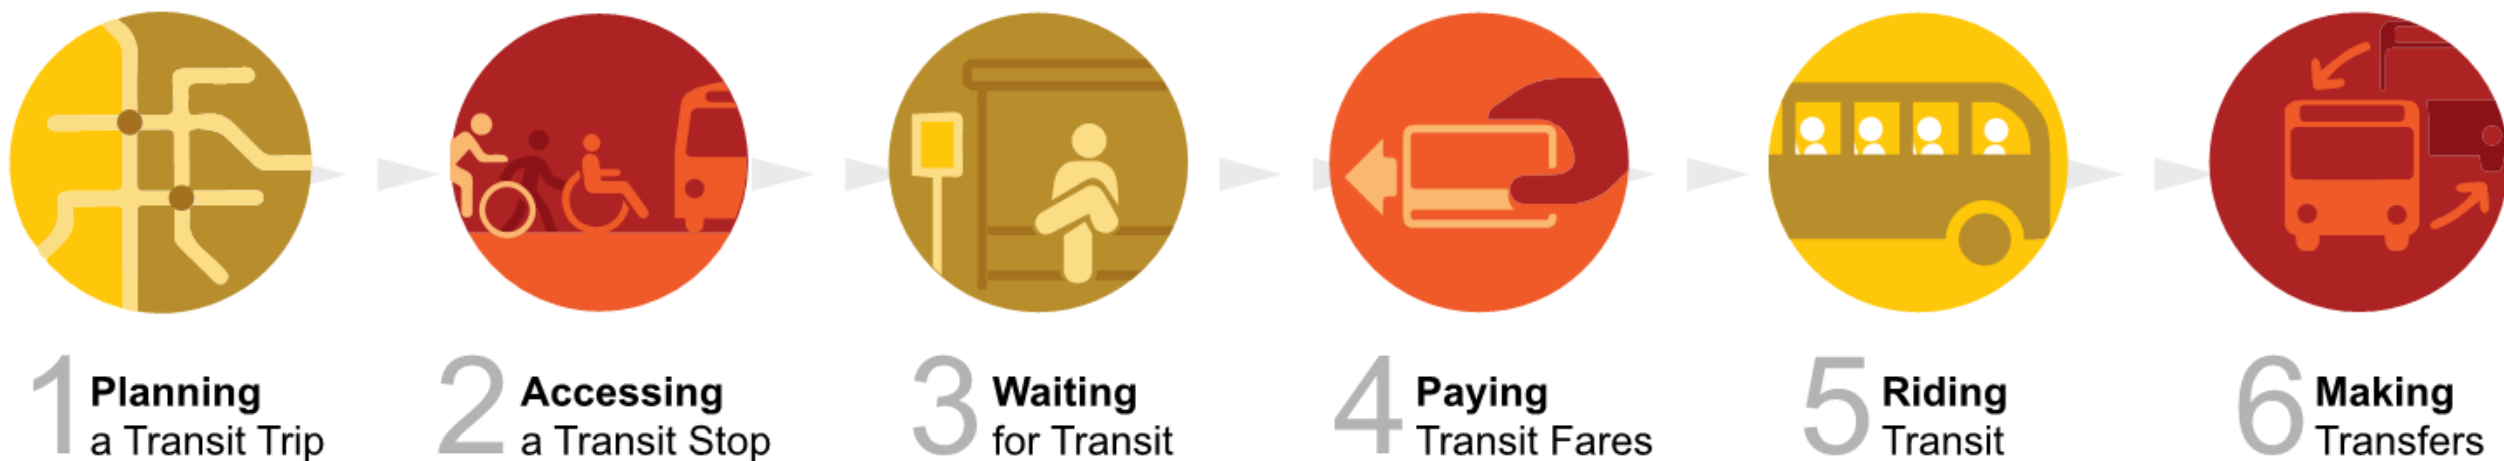 1 Planning
a Transit Trip
2 Accessing
a Transit Stop
3 Waiting
for Transit
4 Paying
Transit Fares
5 Riding
Transit
6 Making
Transfers